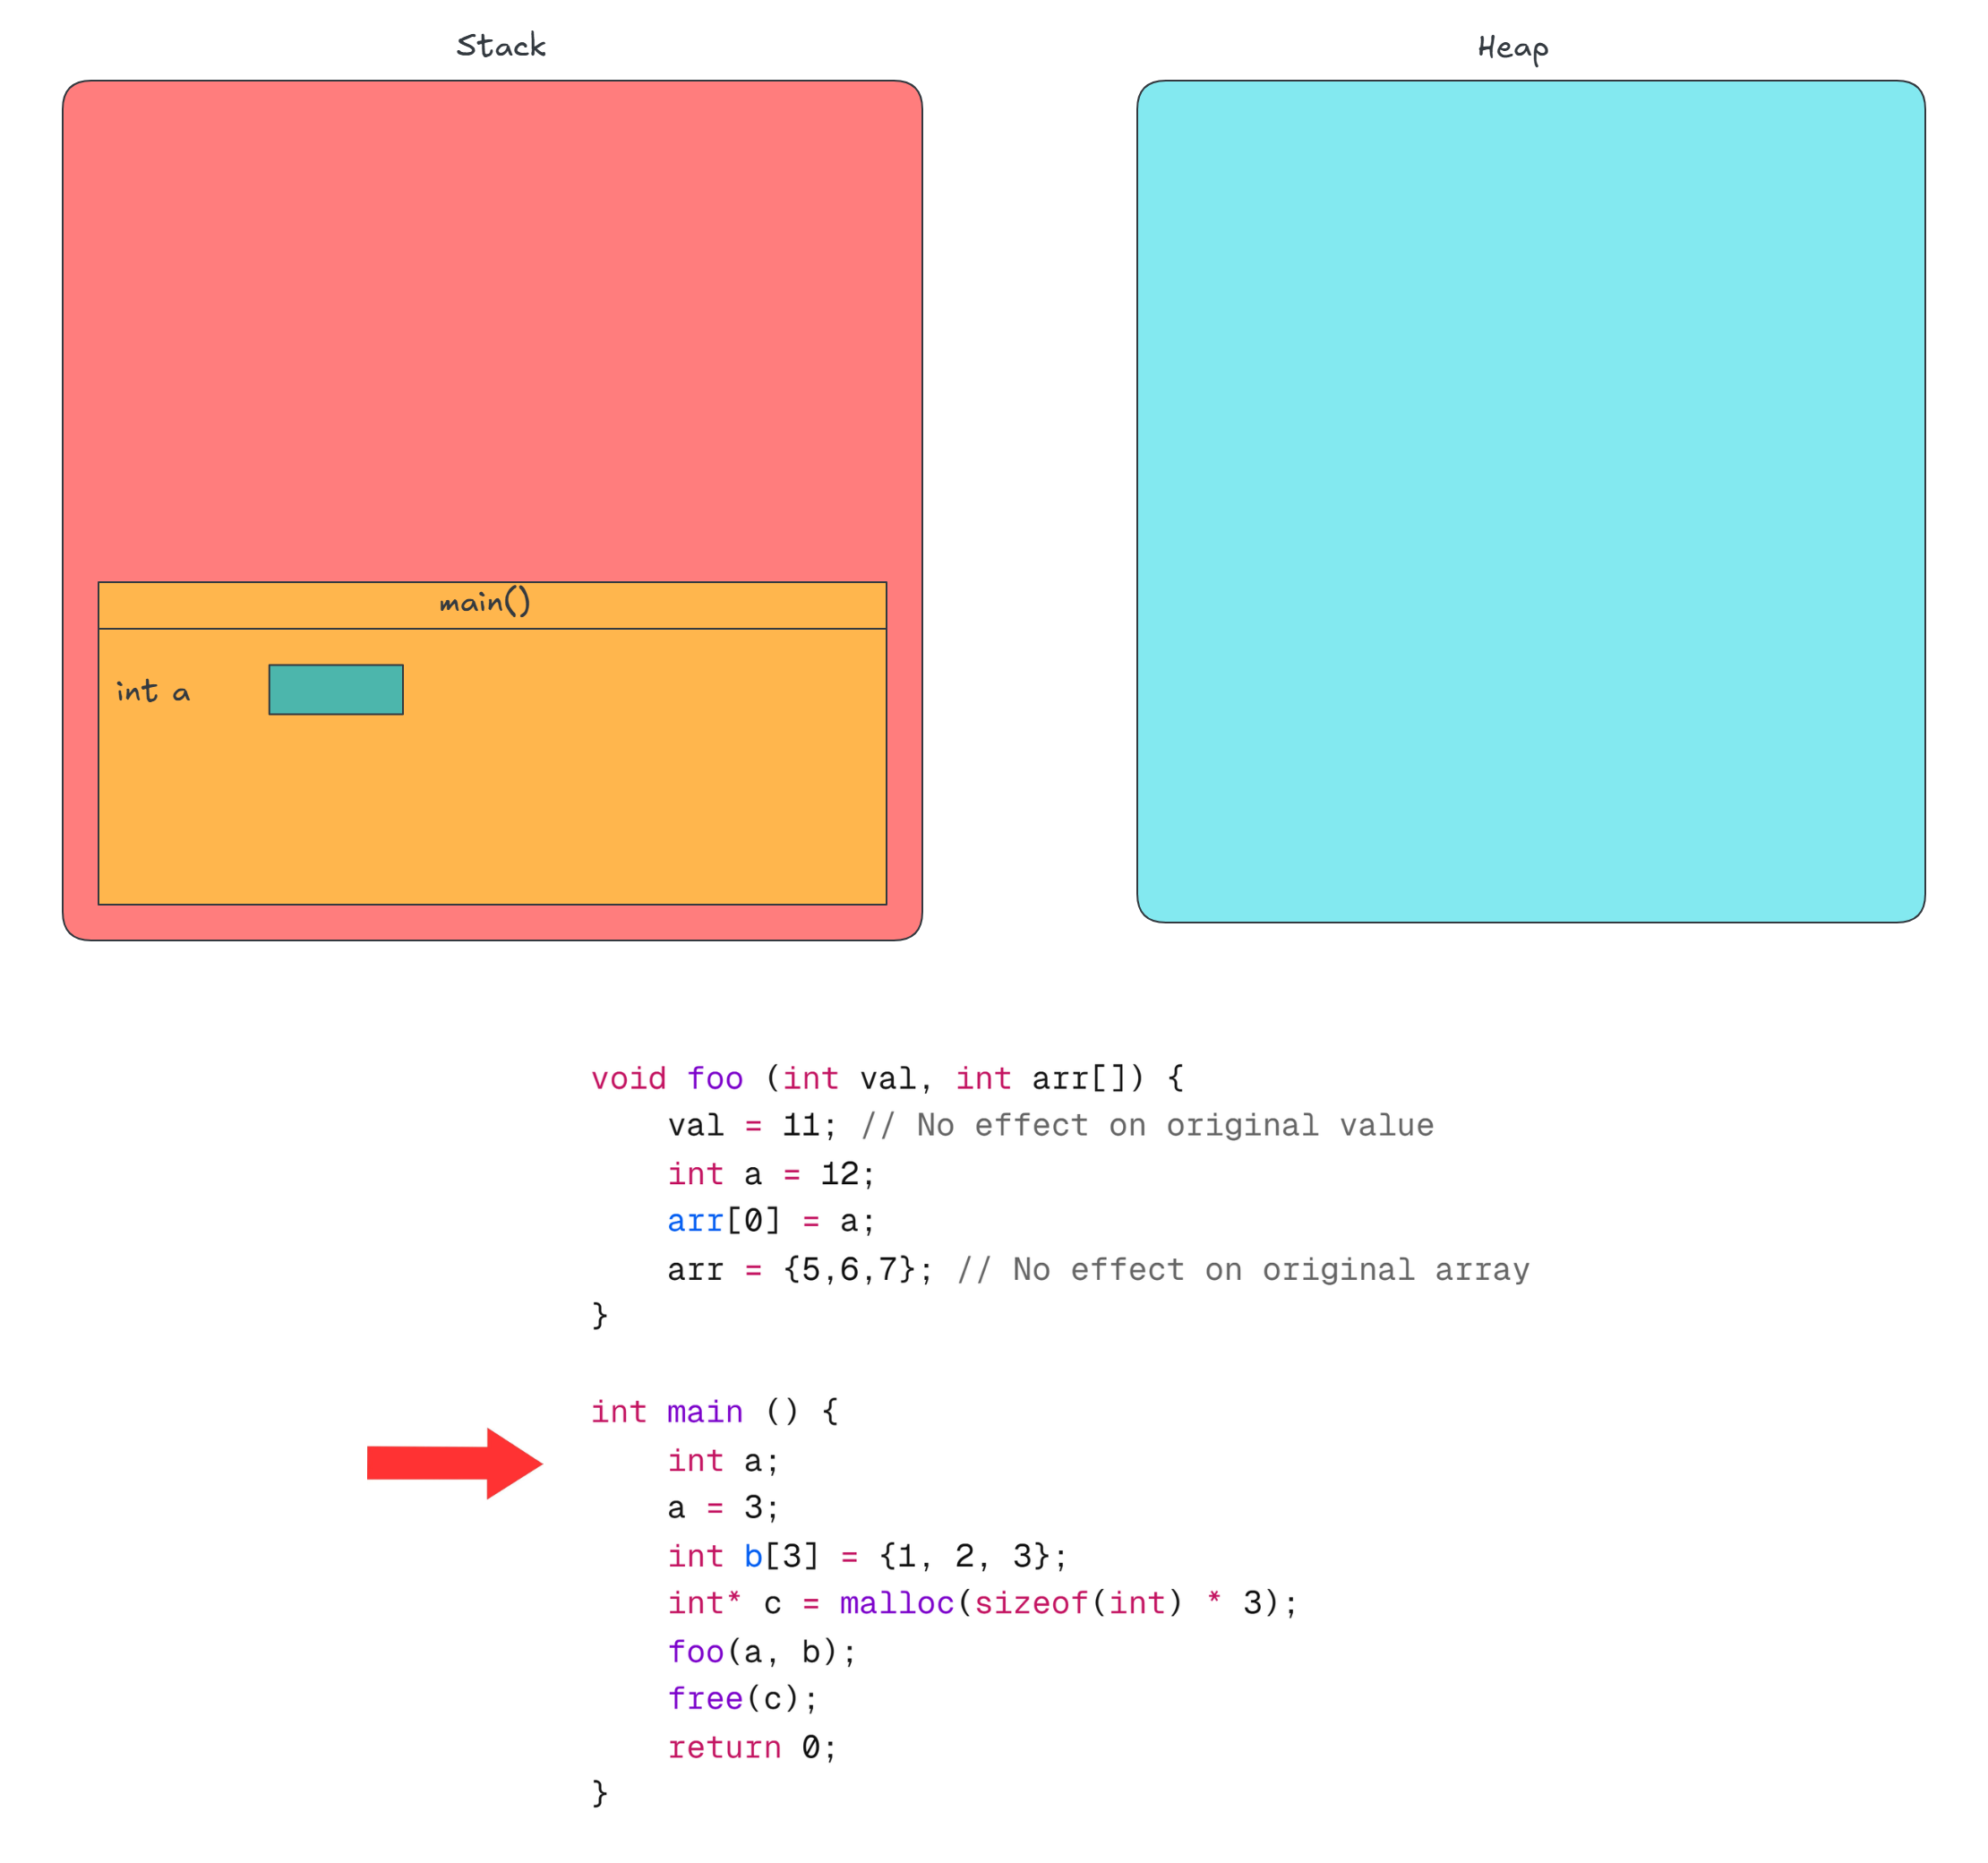 Stack
Heap
main()
int a
void foo (int val, int arr[]) {
    val = 11; // No effect on original value
    int a = 12;
    arr[0] = a;
    arr = {5,6,7}; // No effect on original array
}
int main () {
    int a;
    a = 3;
    int b[3] = {1, 2, 3};
    int* c = malloc(sizeof(int) * 3);
    foo(a, b);
    free(c);
    return 0;
}